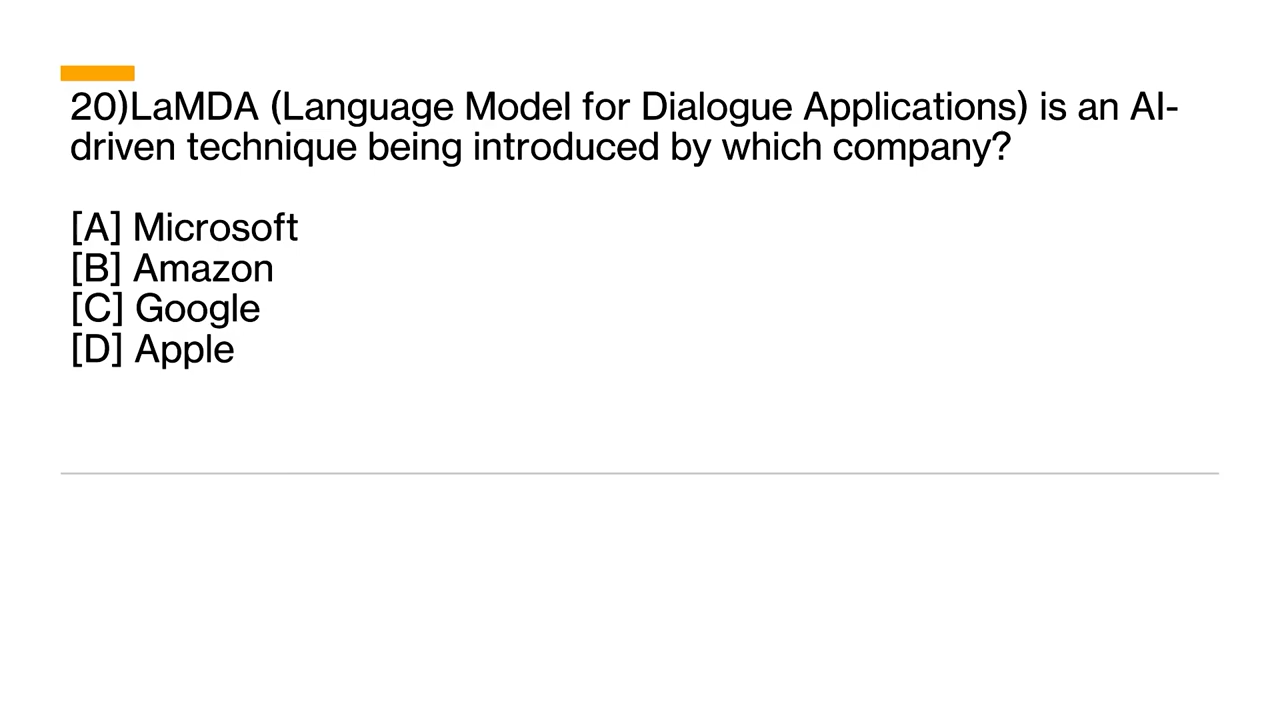 20)LaMDA (Language Model for Dialogue Applications) is an AI-
driven technique being introduced by which company?
[A] Microsoft
[B] Amazon
[C] Google
[D] Apple